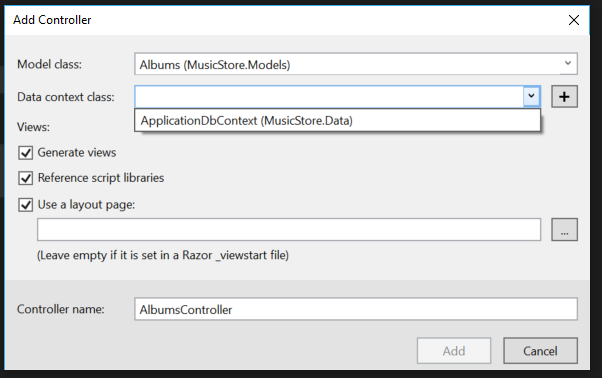 Add Controller
Model class:
Albums (MusicStore.Models)
Data context class:
ApplicationDbContext (MusicStore.Data)
Views:
Generate views
Reference script libraries
Use a layout page:
...
(Leave empty if it is set in a Razor _viewstart file)
Controller name:
AlbumsController
Add
Cancel